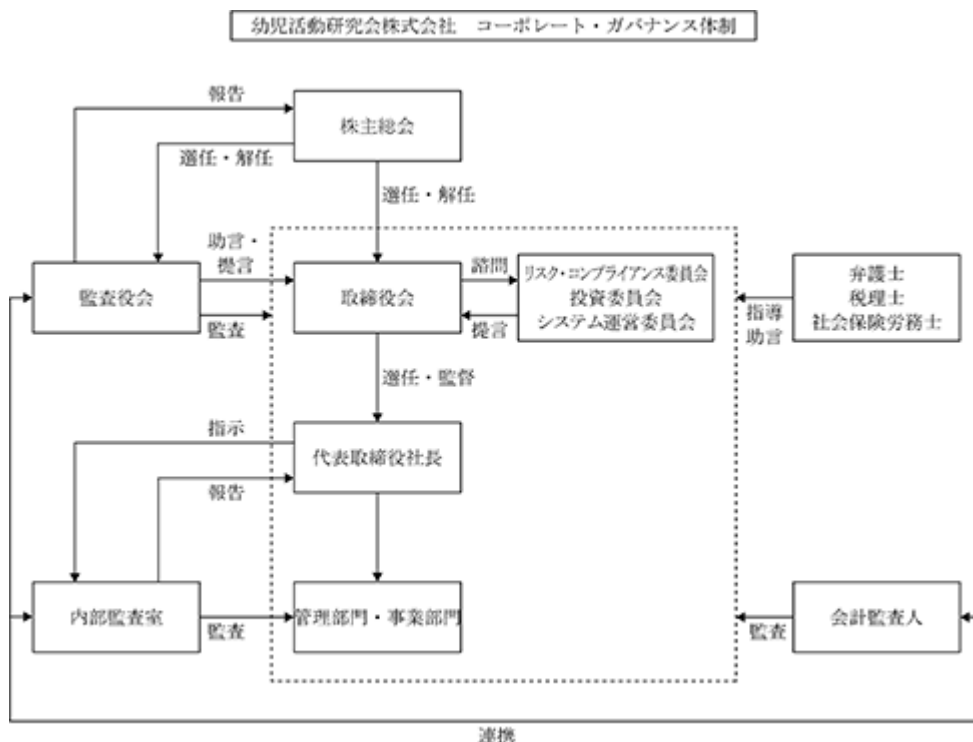 幼児活動研究会株式会社　コーポレート・ガバナンス体制
報告
株主総会
選任・解任
選任・解任
助言・
提言
諮問
リスク・コンプライアンス委員会
投資委員会
システム運営委員会
弁護士
税理士
社会保険労務士
監査役会
取締役会
監査
提言
指導
助言
選任・監督
指示
代表取締役社長
報告
内部監査室
管理部門・事業部門
会計監査人
監査
監査
連携